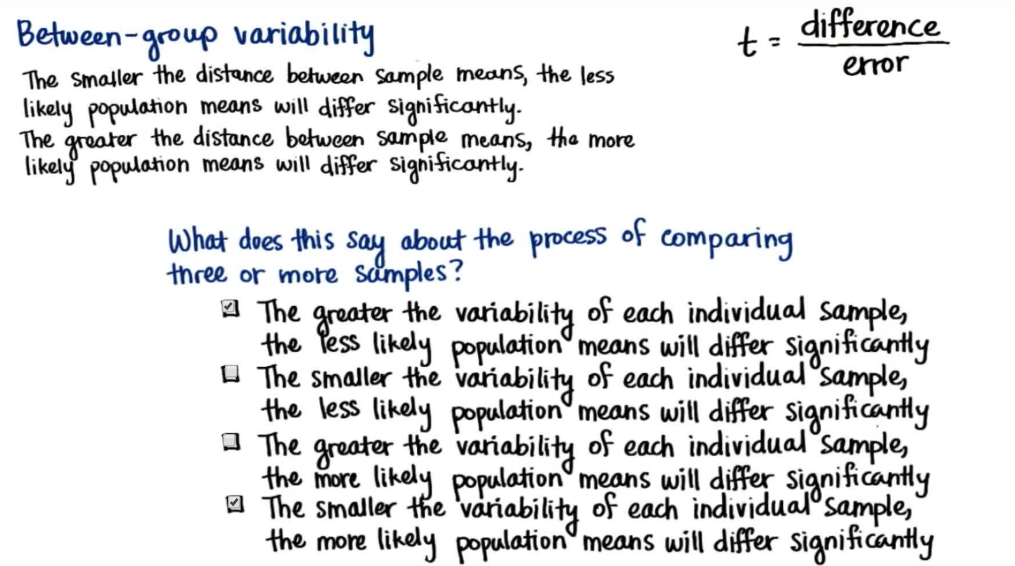 Between-group variability
t = difference / error
The smaller the distance between sample means, the less
likely population means will differ significantly.
The greater the distance between sample means, the more
likely population means will differ significantly.
What does this say about the process of comparing
three or more samples?
The greater the variability of each individual sample,
the less likely population means will differ significantly
The smaller the variability of each individual sample,
the less likely population means will differ significantly
The greater the variability of each individual sample,
the more likely population means will differ significantly
The smaller the variability of each individual sample,
the more likely population means will differ significantly